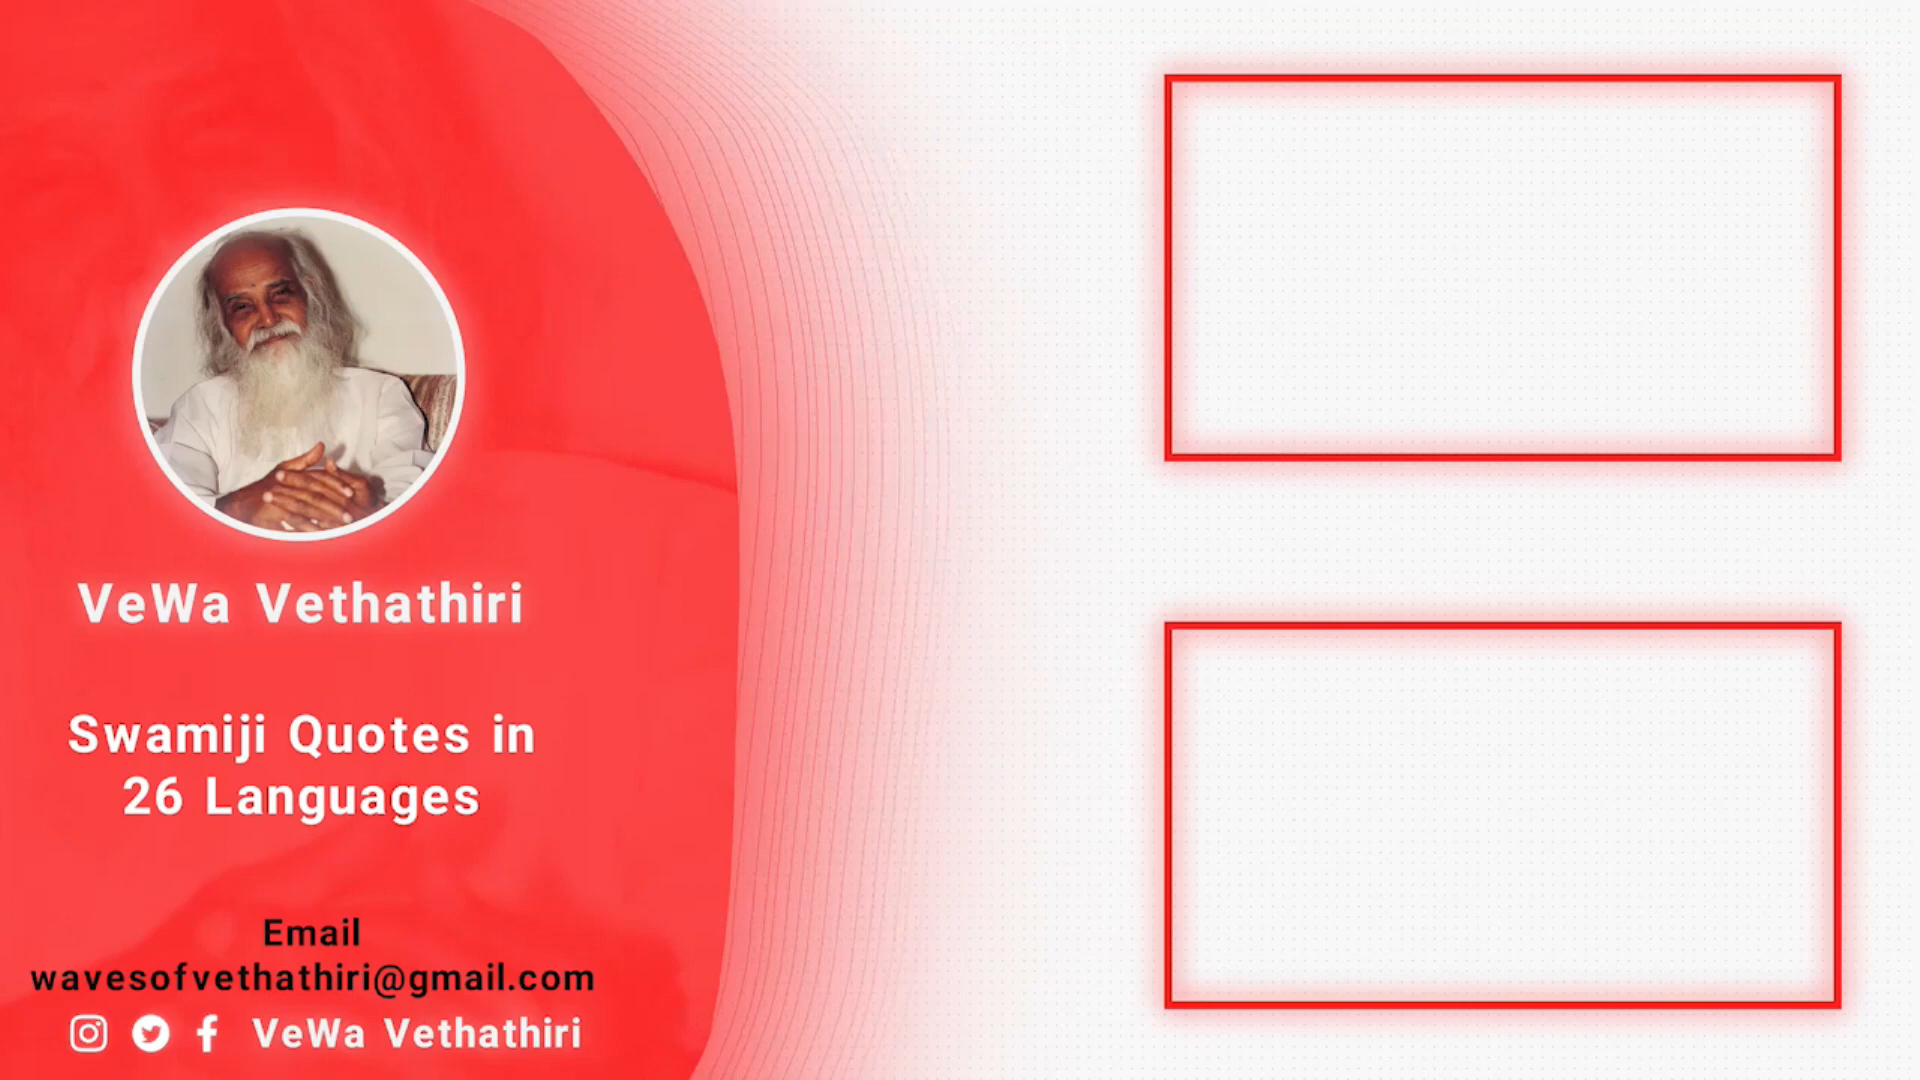 VeWa Vethathiri
Swamiji Quotes in
26 Languages
Email
wavesofvethathiri@gmail.com
VeWa Vethathiri